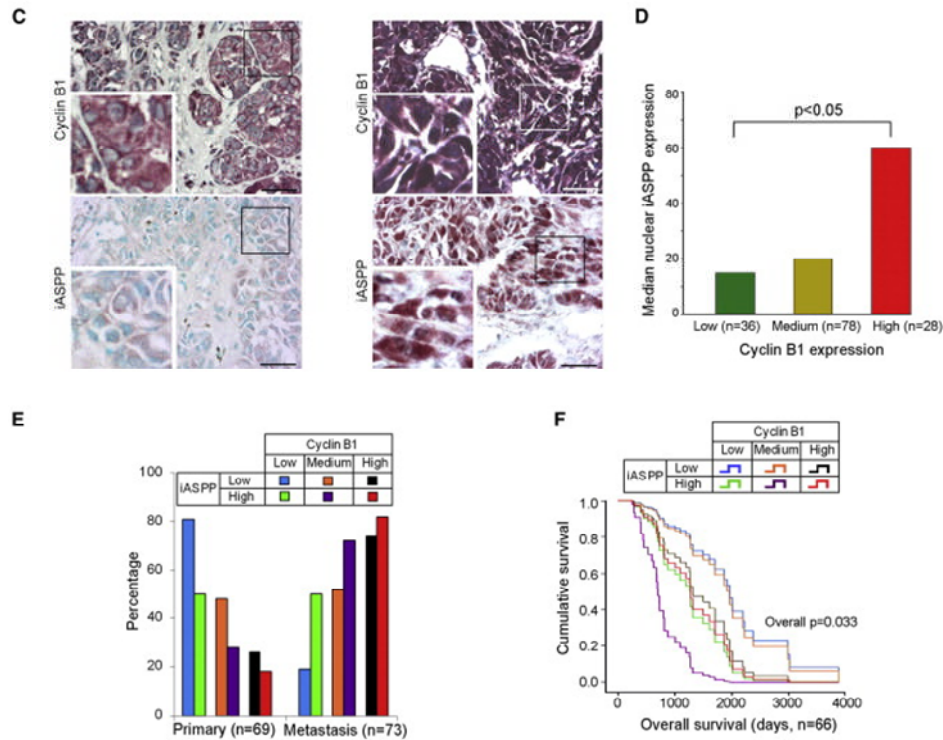 C
Cyclin B1
iASPP
Cyclin B1
iASPP
D
Median nuclear iASPP expression
80
60
40
20
0
p<0.05
Low (n=36) Medium (n=78) High (n=28)
Cyclin B1 expression
E
Cyclin B1
Low Medium High
iASPP Low
High
Percentage
100
80
60
40
20
0
Primary (n=69) Metastasis (n=73)
F
Cyclin B1
Low Medium High
iASPP Low
High
Cumulative survival
1.0
0.8
0.6
0.4
0.2
0.0
Overall p=0.033
0 1000 2000 3000 4000
Overall survival (days, n=66)